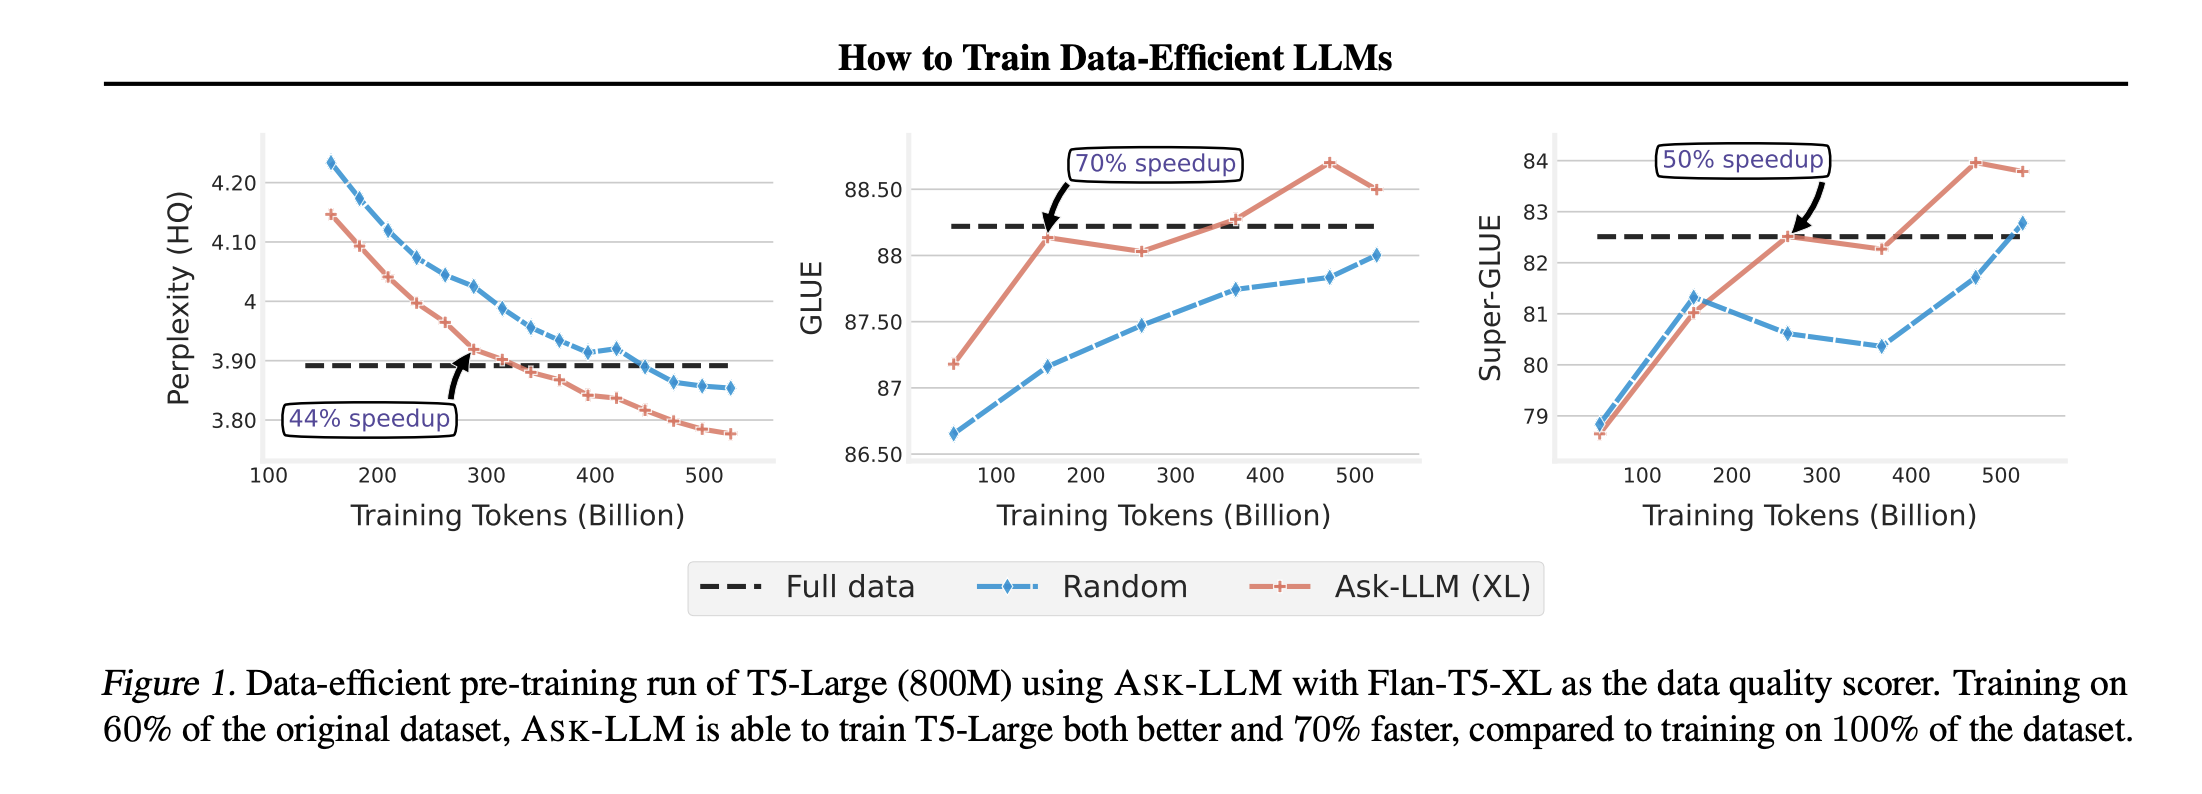 How to Train Data-Efficient LLMs
Perplexity (HQ)
4.20
4.10
4
3.90
3.80
44% speedup
100 200 300 400 500
Training Tokens (Billion)
GLUE
88.50
88
87.50
87
86.50
70% speedup
100 200 300 400 500
Training Tokens (Billion)
Super-GLUE
84
83
82
81
80
79
50% speedup
100 200 300 400 500
Training Tokens (Billion)
Full data Random Ask-LLM (XL)
Figure 1. Data-efficient pre-training run of T5-Large (800M) using ASK-LLM with Flan-T5-XL as the data quality scorer. Training on
60% of the original dataset, ASK-LLM is able to train T5-Large both better and 70% faster, compared to training on 100% of the dataset.